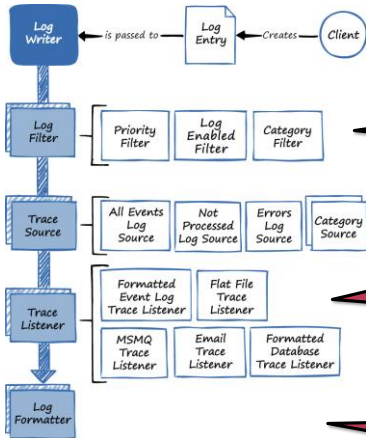 Log
Writer
is passed to
Log
Entry
Creates
Client
Log
Filter
Priority
Filter
Log
Enabled
Filter
Category
Filter
Trace
Source
All Events
Log
Source
Not
Processed
Log Source
Errors
Log
Source
Category
Source
Trace
Listener
Formatted
Event Log
Trace Listener
Flat File
Trace
Listener
MSMQ
Trace
Listener
Email
Trace
Listener
Formatted
Database
Trace Listener
Log
Formatter